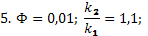 5. Φ = 0,01; k₂/k₁ = 1,1;